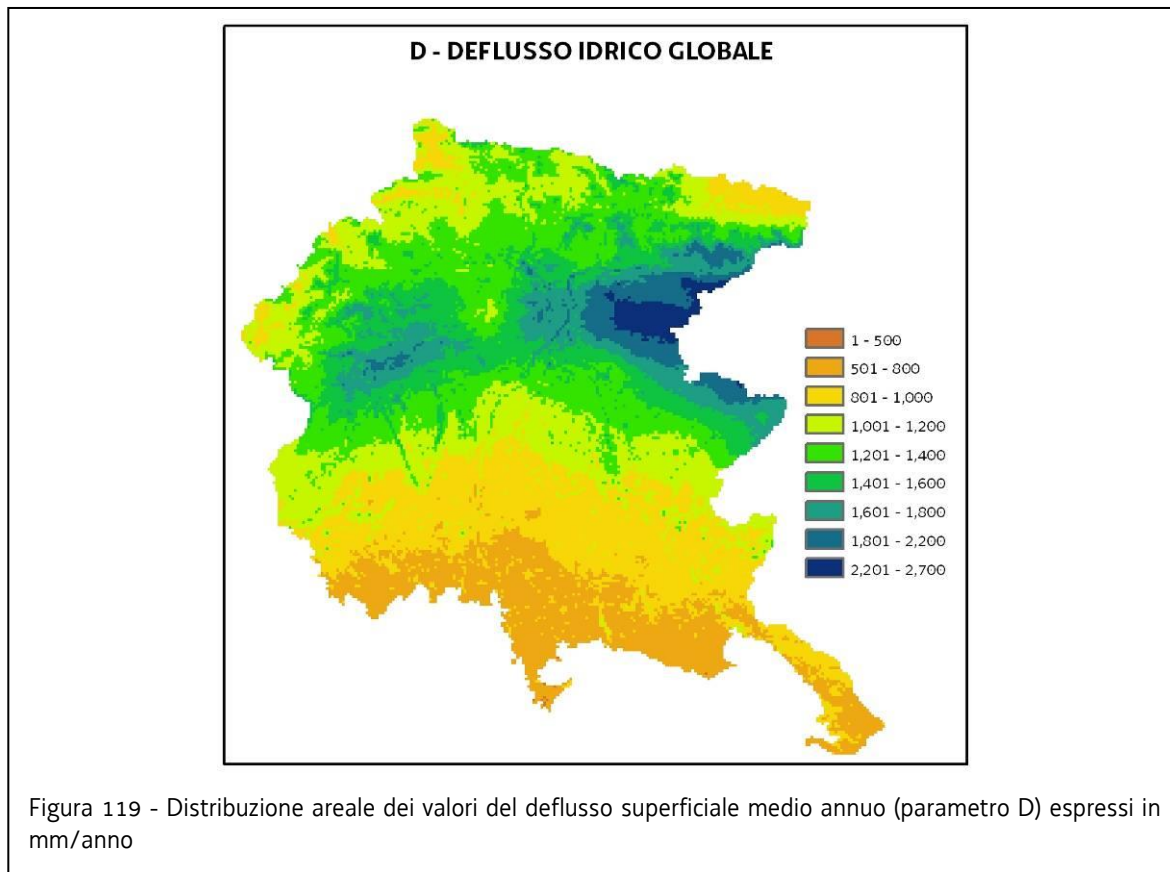 D - DEFLUSSO IDRICO GLOBALE
1 - 500
501 - 800
801 - 1,000
1,001 - 1,200
1,201 - 1,400
1,401 - 1,600
1,601 - 1,800
1,801 - 2,200
2,201 - 2,700
Figura 119 - Distribuzione areale dei valori del deflusso superficiale medio annuo (parametro D) espressi in
mm/anno